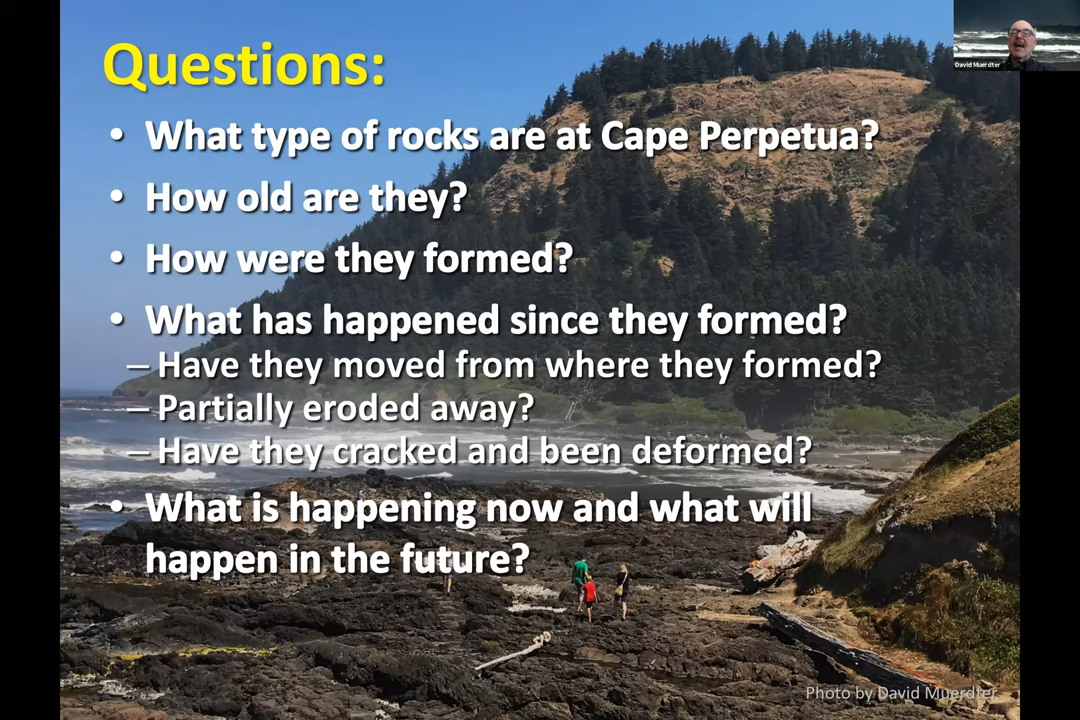 Questions:
David Muerdter
• What type of rocks are at Cape Perpetua?
• How old are they?
• How were they formed?
• What has happened since they formed?
– Have they moved from where they formed?
– Partially eroded away?
– Have they cracked and been deformed?
• What is happening now and what will
happen in the future?
Photo by David Muerdter